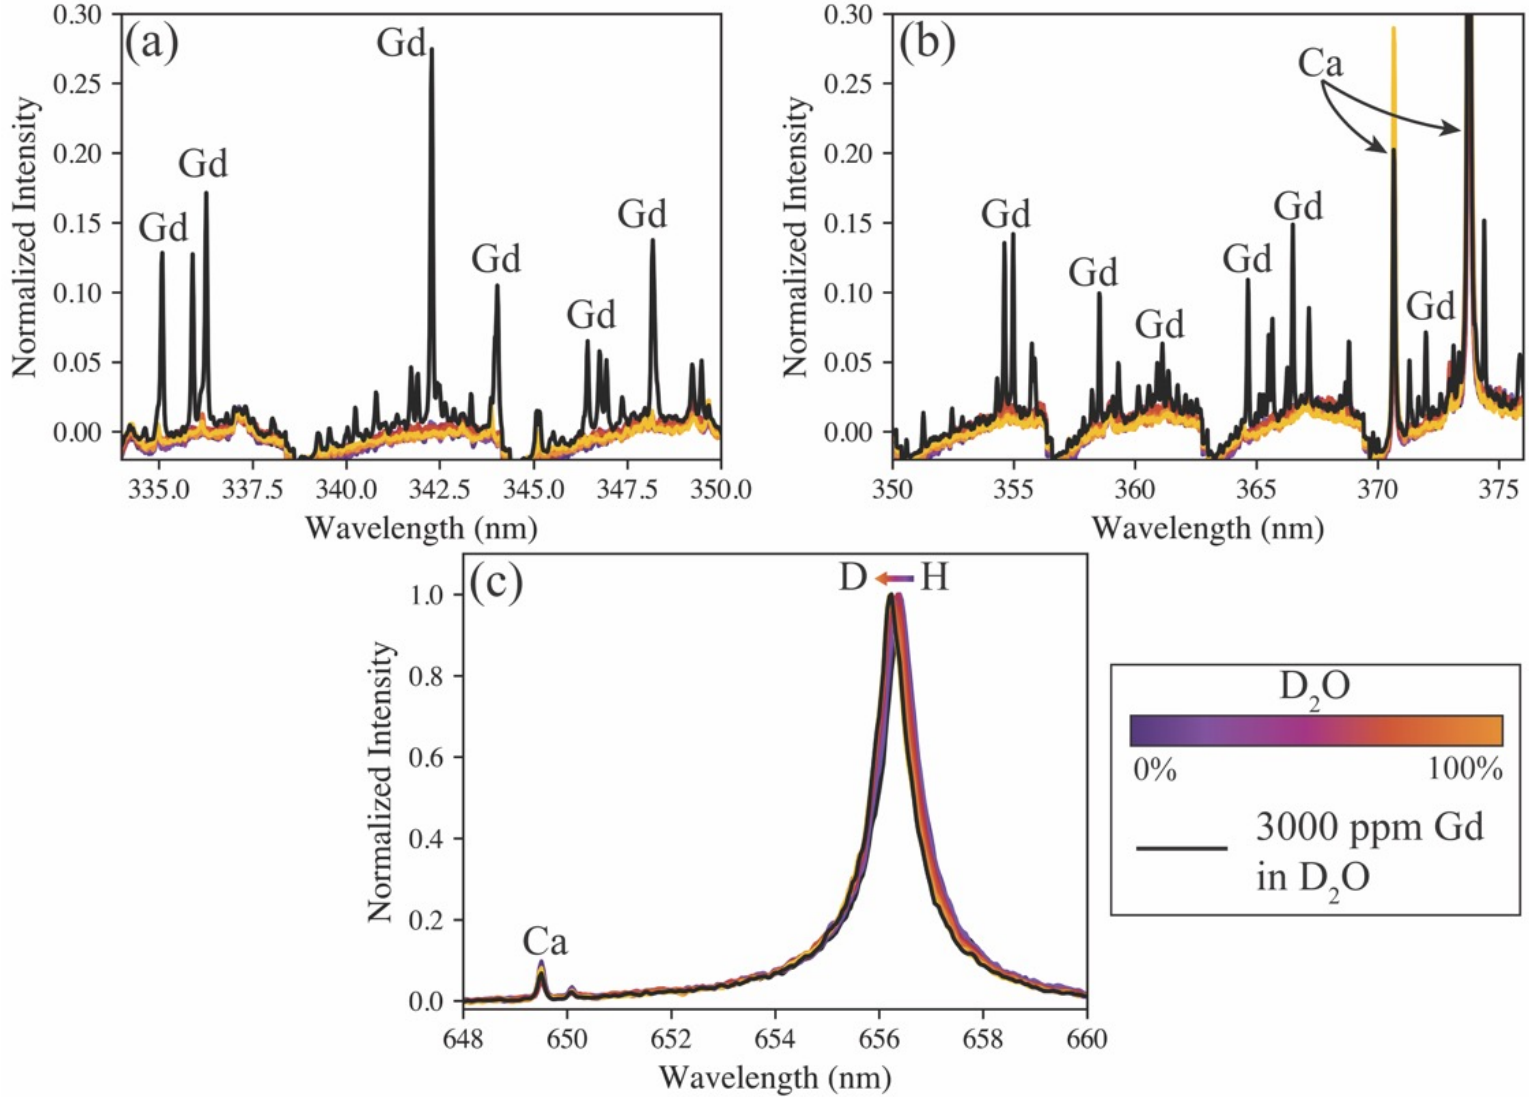 (a)
Gd
Gd
Gd
Gd
Gd
Gd
0.30
0.25
0.20
0.15
0.10
0.05
0.00
Normalized Intensity
335.0 337.5 340.0 342.5 345.0 347.5 350.0
Wavelength (nm)
(b)
Ca
Gd
Gd
Gd
Gd
Gd
Gd
0.30
0.25
0.20
0.15
0.10
0.05
0.00
Normalized Intensity
350 355 360 365 370 375
Wavelength (nm)
(c)
D H
Ca
1.0
0.8
0.6
0.4
0.2
0.0
Normalized Intensity
648 650 652 654 656 658 660
Wavelength (nm)
D₂O
0% 100%
3000 ppm Gd
in D₂O